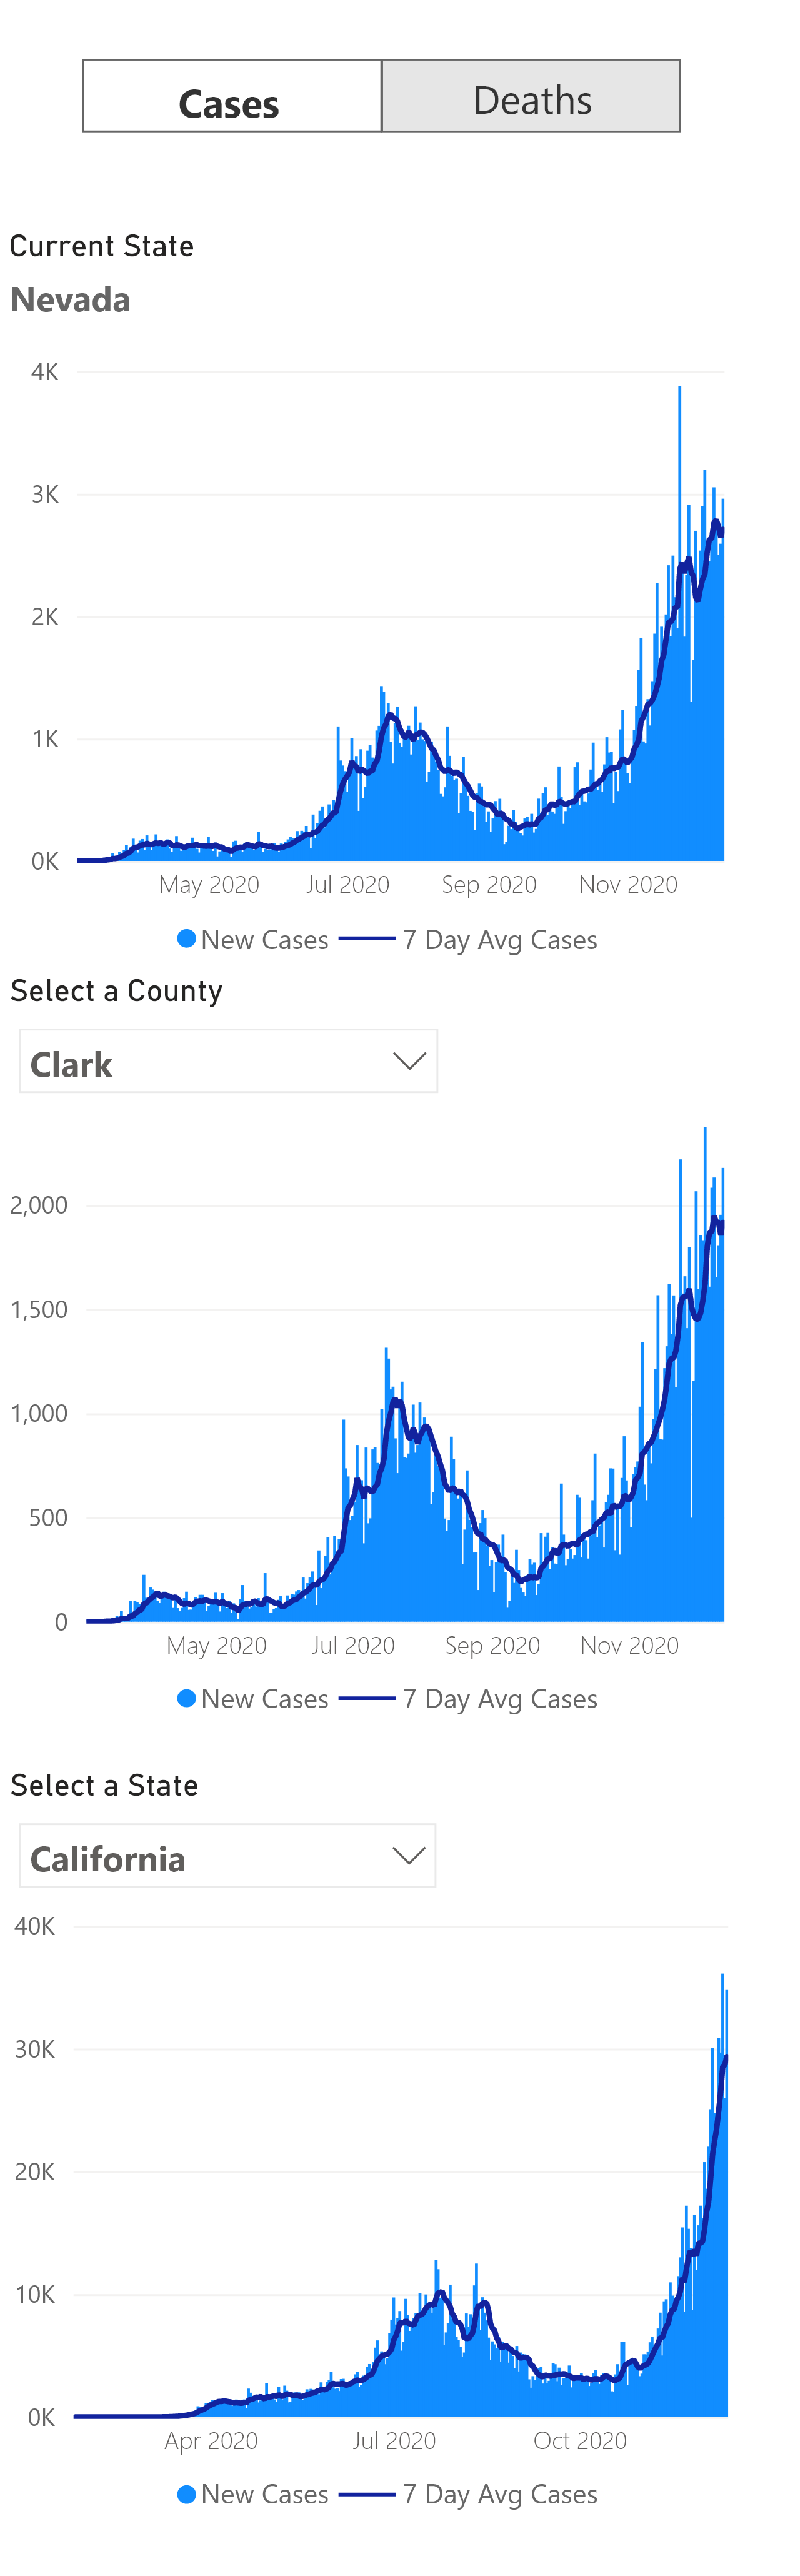 Cases Deaths
Current State
Nevada
4K
3K
2K
1K
0K
May 2020 Jul 2020 Sep 2020 Nov 2020
New Cases 7 Day Avg Cases
Select a County
Clark
2,000
1,500
1,000
500
0
May 2020 Jul 2020 Sep 2020 Nov 2020
New Cases 7 Day Avg Cases
Select a State
California
40K
30K
20K
10K
0K
Apr 2020 Jul 2020 Oct 2020
New Cases 7 Day Avg Cases